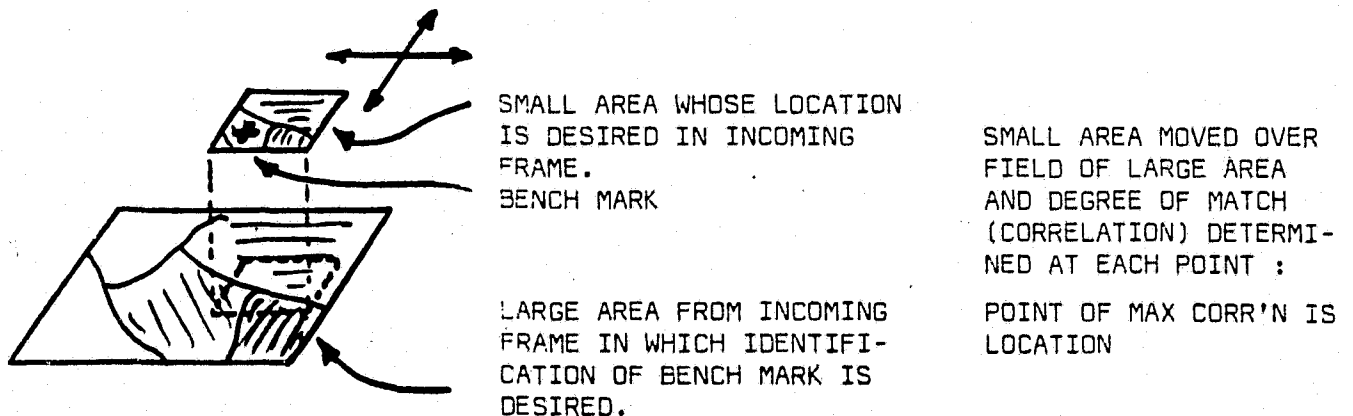 SMALL AREA WHOSE LOCATION
IS DESIRED IN INCOMING
FRAME.
BENCH MARK
LARGE AREA FROM INCOMING
FRAME IN WHICH IDENTIFI-
CATION OF BENCH MARK IS
DESIRED.
SMALL AREA MOVED OVER
FIELD OF LARGE AREA
AND DEGREE OF MATCH
(CORRELATION) DETERMI-
NED AT EACH POINT :
POINT OF MAX CORR'N IS
LOCATION